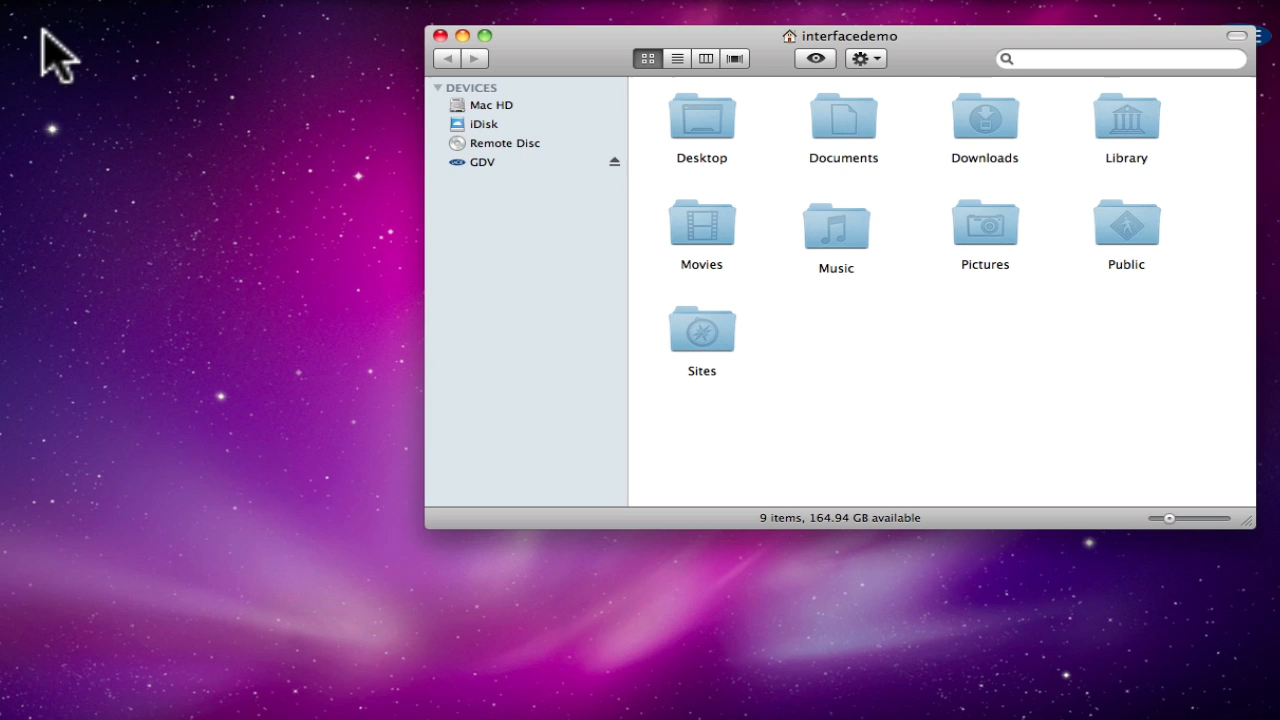 interfacedemo
DEVICES
Mac HD
iDisk
Remote Disc
GDV
Desktop Documents Downloads Library
Movies Music Pictures Public
Sites
9 items, 164.94 GB available